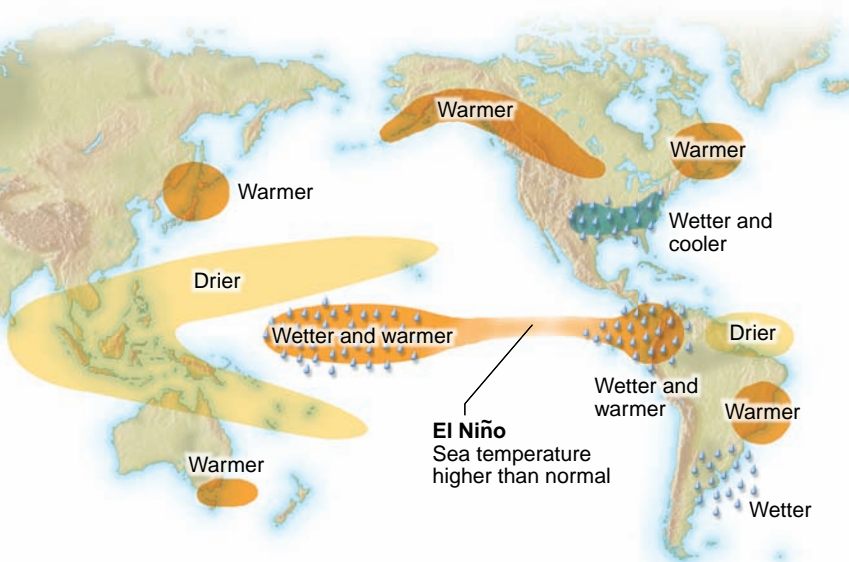 Warmer
Warmer
Warmer
Wetter and
cooler
Drier
Wetter and warmer
Drier
Wetter and
warmer
Warmer
El Niño
Sea temperature
higher than normal
Warmer
Wetter